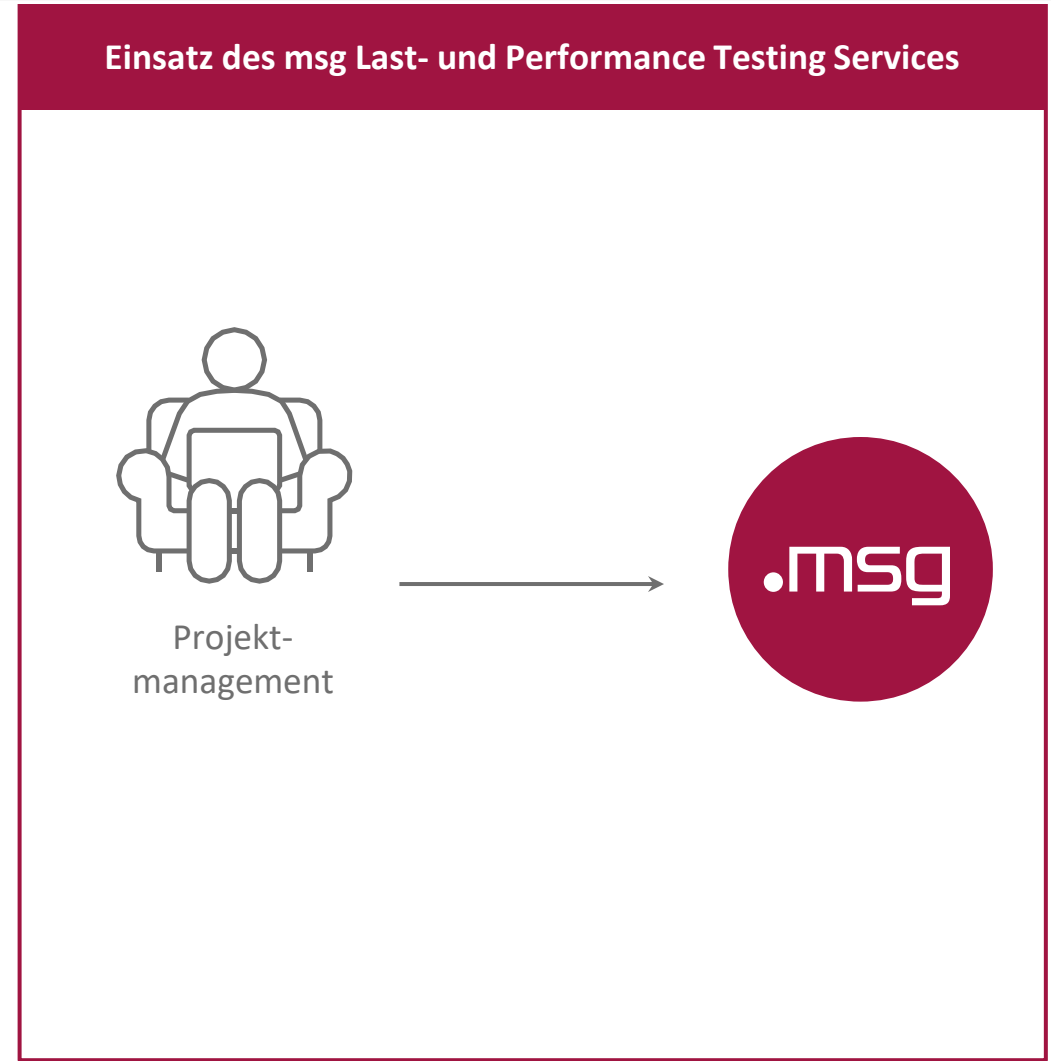 Einsatz des msg Last- und Performance Testing Services
Projekt-
management
.msg